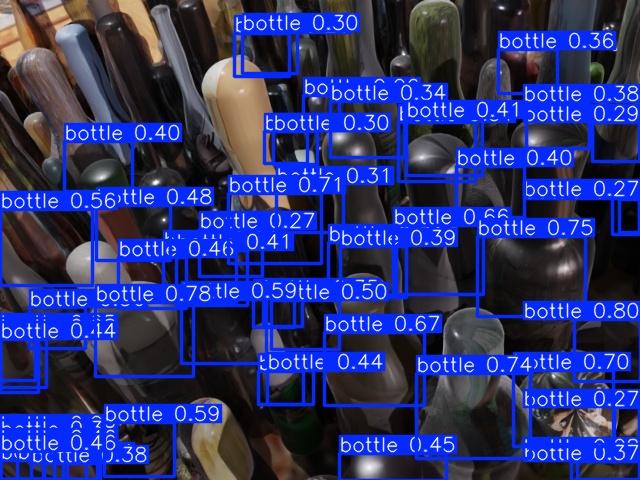 bottle 0.30
bottle 0.36
bottle 0.34
bottle 0.38
bottle 0.41
bottle 0.29
bottle 0.30
bottle 0.40
bottle 0.40
bottle 0.31
bottle 0.71
bottle 0.27
bottle 0.56
bottle 0.48
bottle 0.66
bottle 0.27
bottle 0.75
bottle 0.39
bottle 0.41
bottle 0.46
bottle 0.78
0.59
0.50
bottle
bottle 0.80
bottle 0.67
bottle 0.44
bottle 0.44
bottle 0.74
bottle 0.70
bottle 0.27
bottle 0.59
bottle 0.46
bottle 0.45
bottle 0.38
bottle 0.37